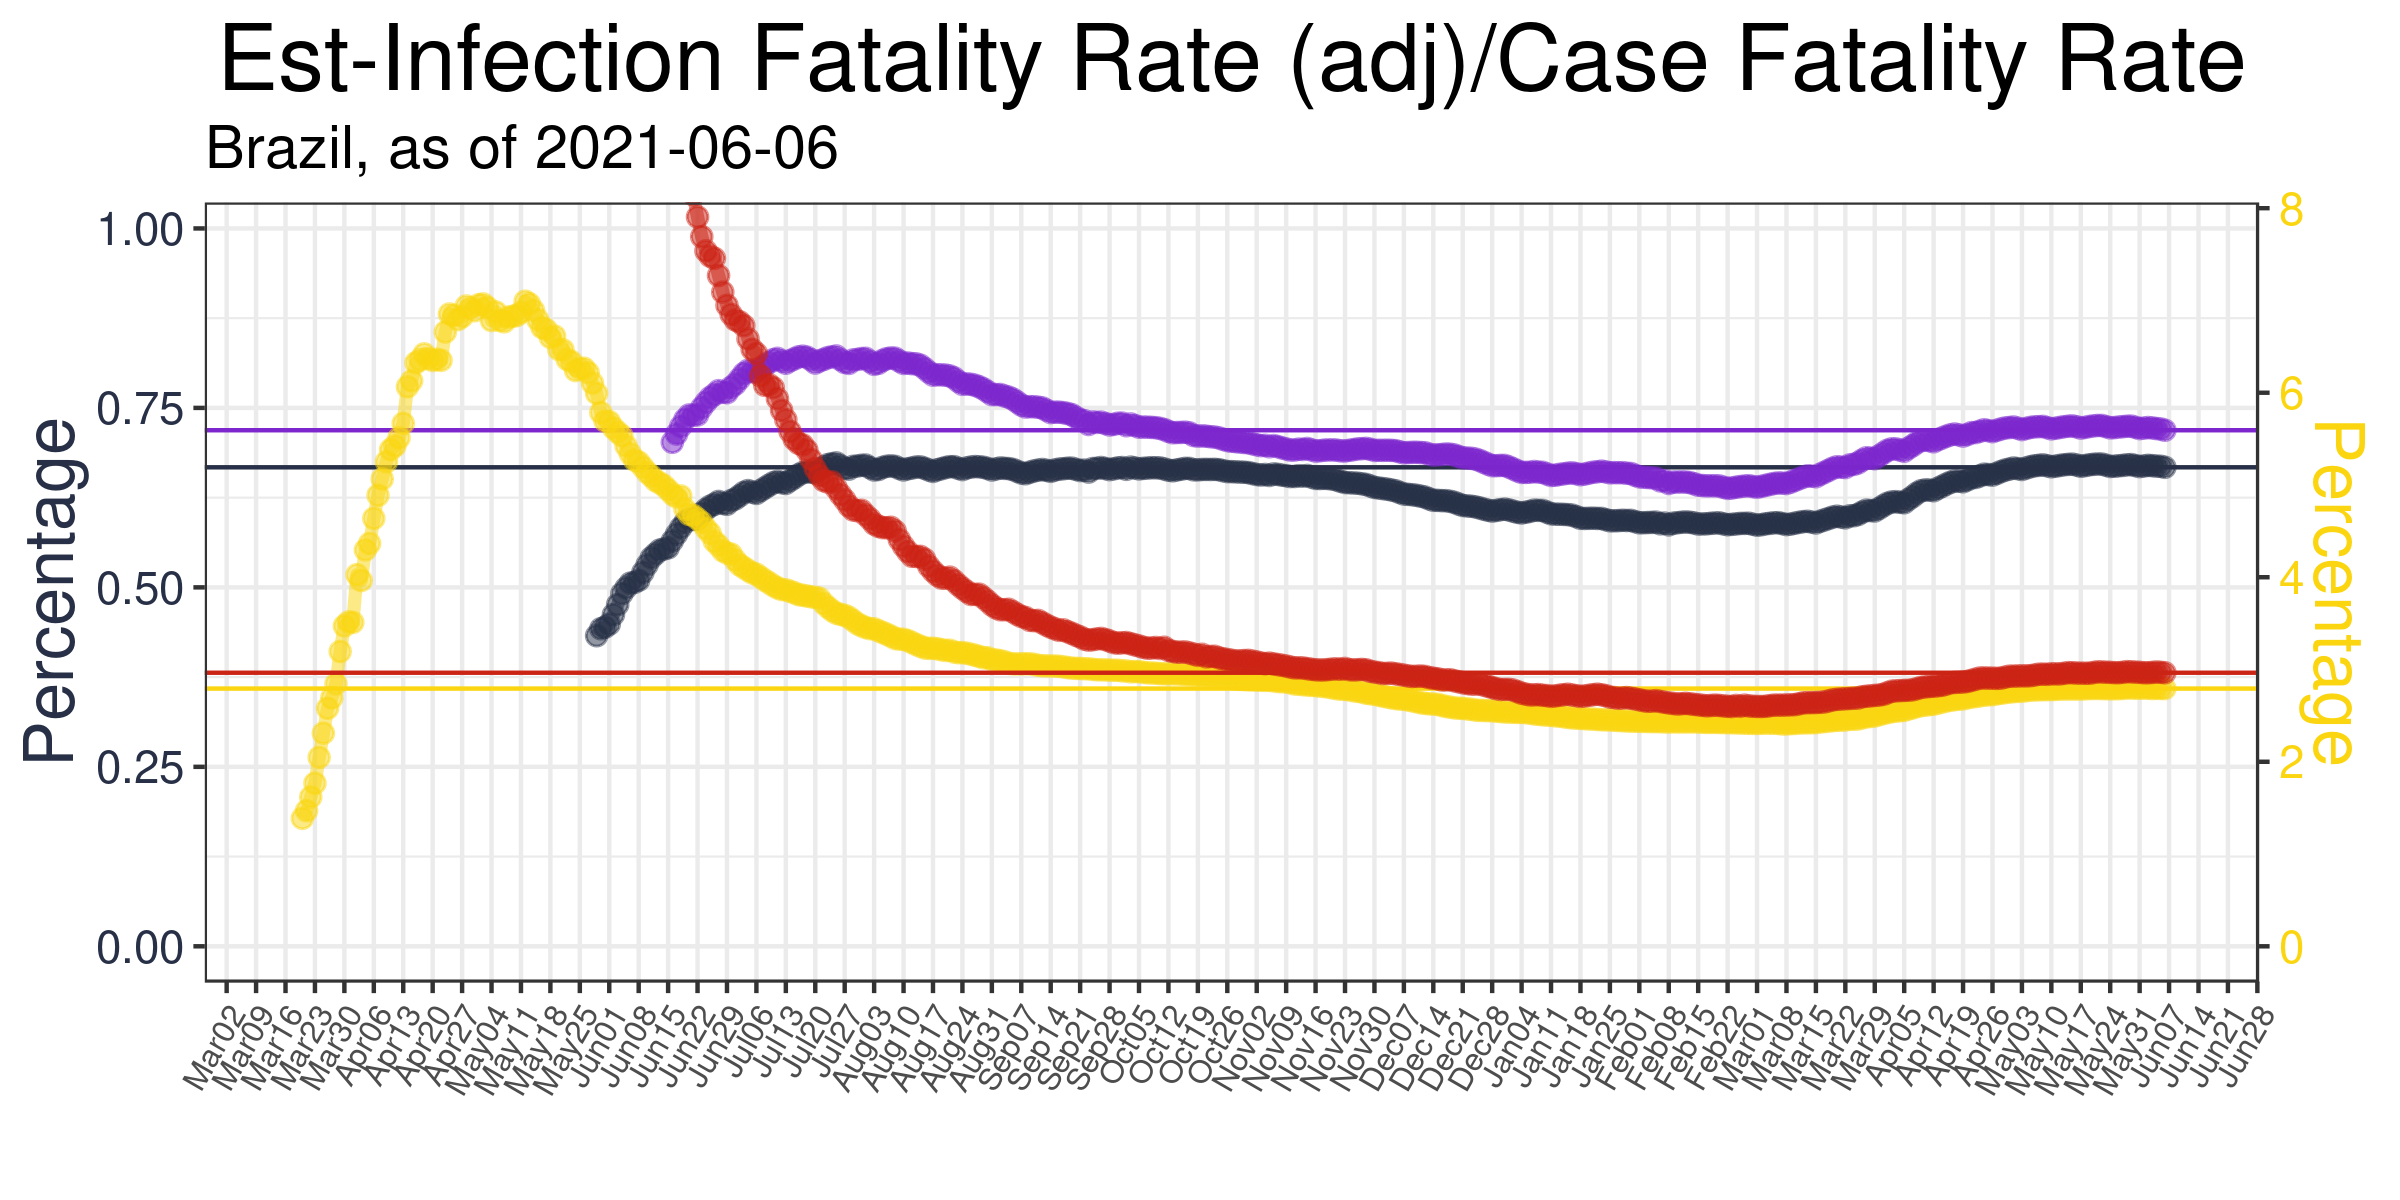 Est-Infection Fatality Rate (adj)/Case Fatality Rate
Brazil, as of 2021-06-06
Percentage
1.00
0.75
0.50
0.25
0.00
8
6
4
2
0
Percentage
Mar02
Mar09
Mar16
Mar23
Mar30
Apr06
Apr13
Apr20
Apr27
May04
May11
May18
May25
Jun01
Jun08
Jun15
Jun22
Jun29
Jul06
Jul13
Jul20
Jul27
Aug03
Aug10
Aug17
Aug24
Aug31
Sep07
Sep14
Sep21
Sep28
Oct05
Oct12
Oct19
Oct26
Nov02
Nov09
Nov16
Nov23
Nov30
Dec07
Dec14
Dec21
Dec28
Jan04
Jan11
Jan18
Jan25
Feb01
Feb08
Feb15
Feb22
Mar01
Mar08
Mar15
Mar22
Mar29
Apr05
Apr12
Apr19
Apr26
May03
May10
May17
May24
May31
Jun07
Jun14
Jun21
Jun28